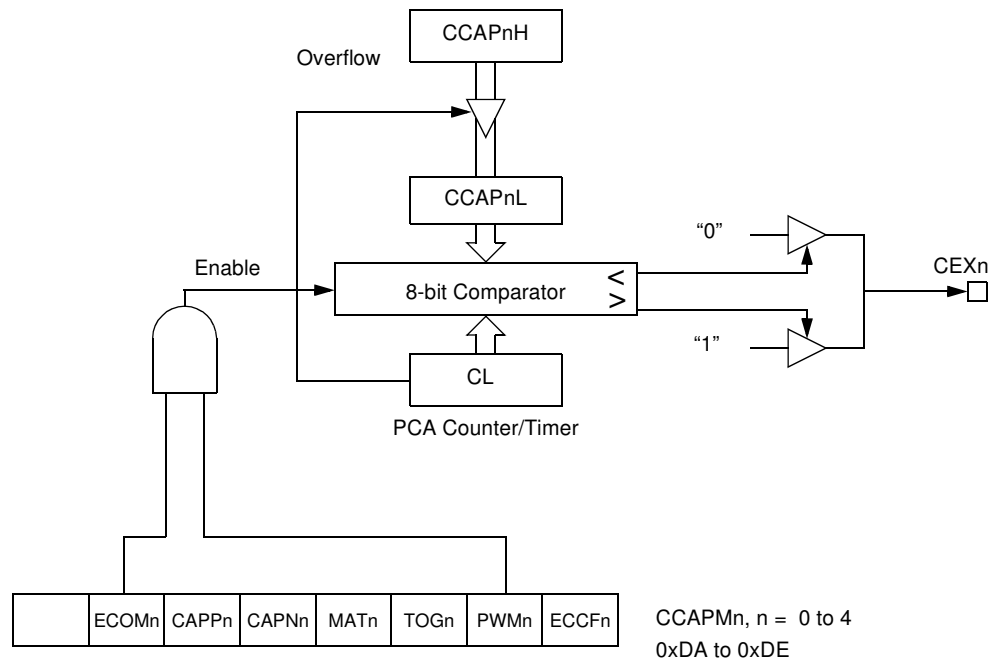 CCAPnH
Overflow
CCAPnL
“0”
Enable
<
8-bit Comparator
>
CEXn
“1”
CL
PCA Counter/Timer
ECOMn CAPPn CAPNn MATn TOGn PWMn ECCFn
CCAPMn, n = 0 to 4
0xDA to 0xDE